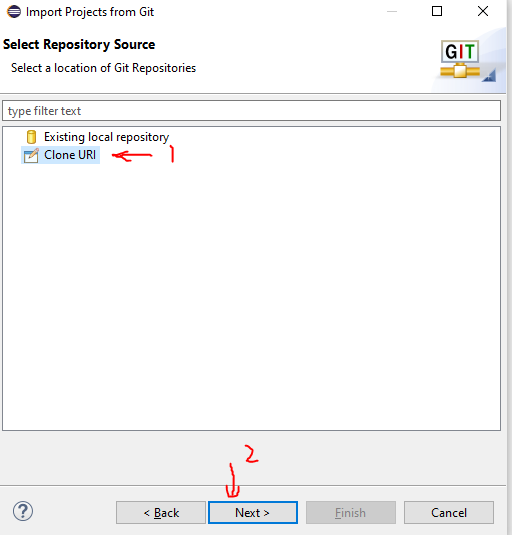 Import Projects from Git
Select Repository Source
Select a location of Git Repositories
GIT
type filter text
Existing local repository
Clone URI
1
2
?
< Back
Next >
Finish
Cancel